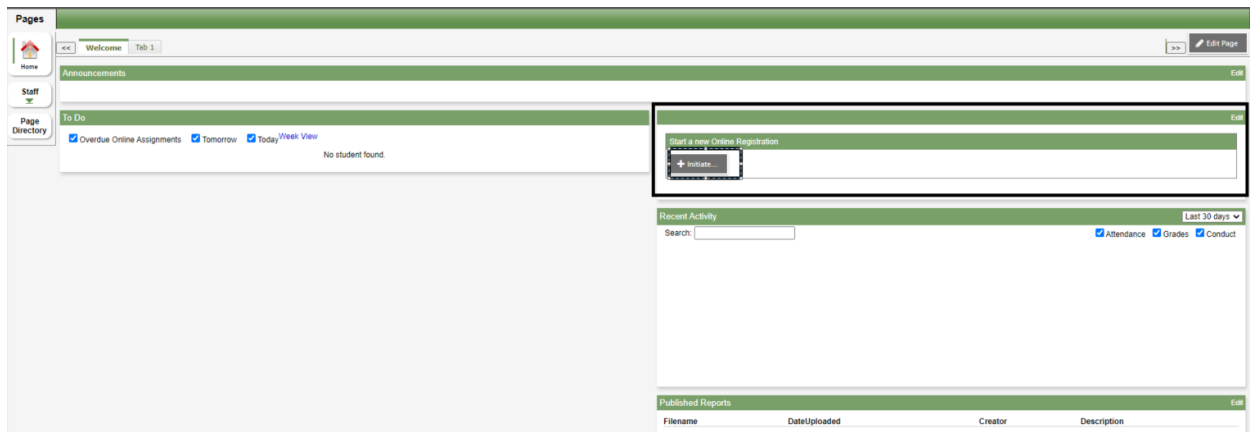 Pages
Home
Staff
Page
Directory
<< Welcome Tab 1 >> Edit Page
Announcements Edit
To Do
Overdue Online Assignments Tomorrow Today Week View
No student found.
Edit
Start a new Online Registration
+ Initiate...
Recent Activity Last 30 days
Search: Attendance Grades Conduct
Published Reports Edit
Filename DateUploaded Creator Description